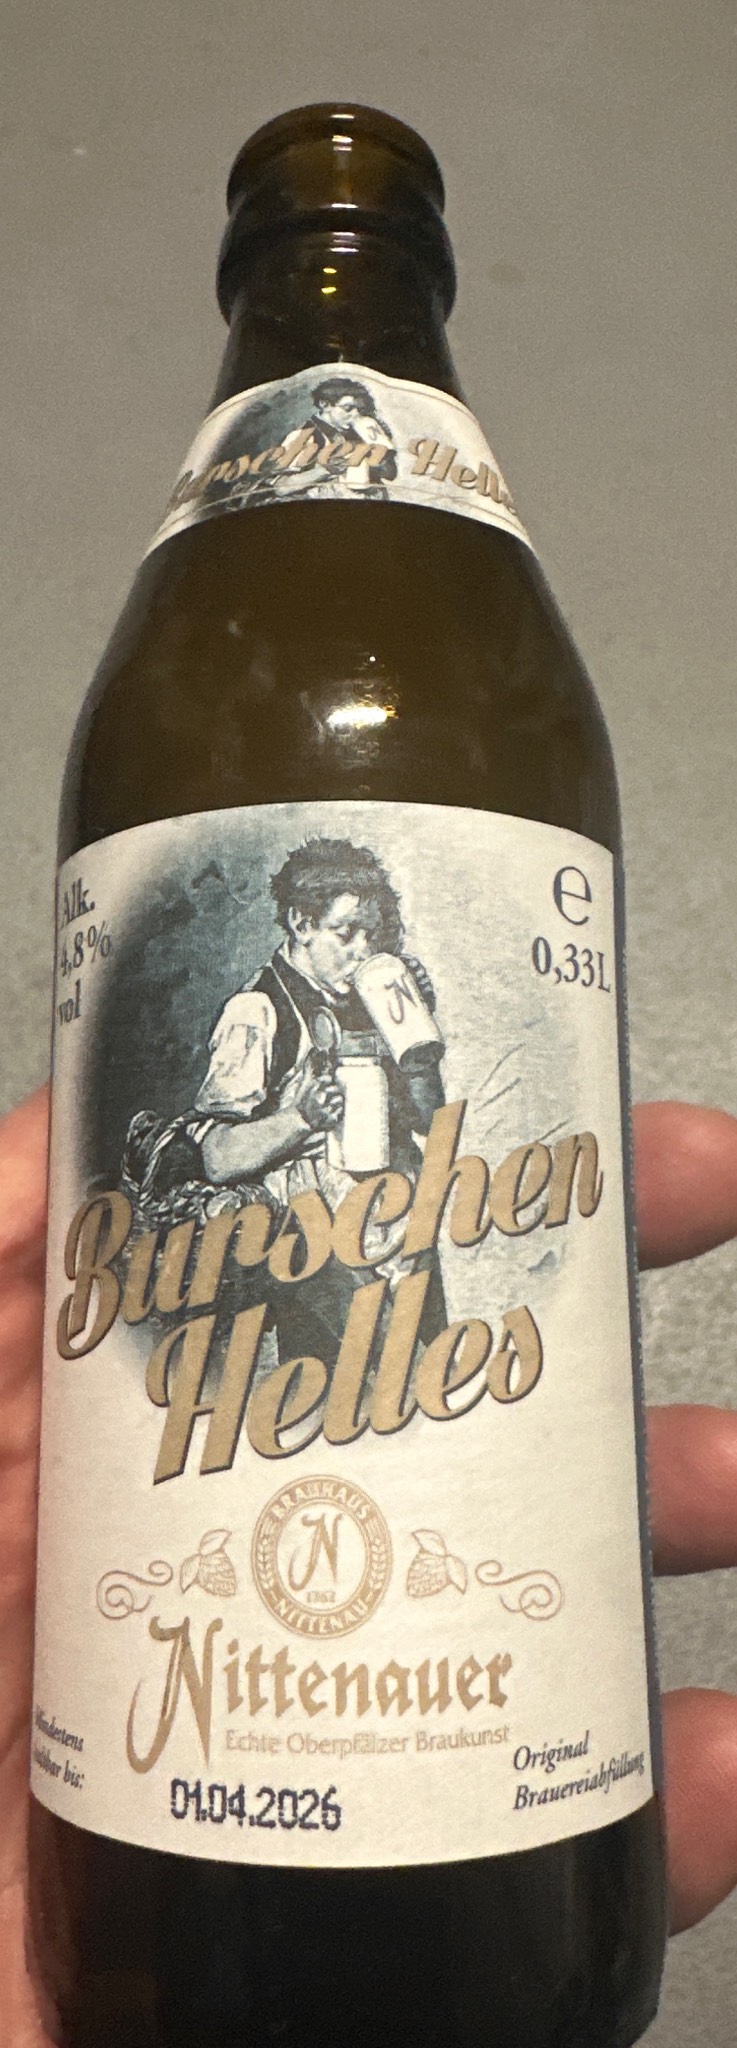 Burschen Helles
Alk.
4,8%
vol
e
0,33L
N
Burschen
Helles
BRAUHAUS
N
1762
NITTENAU
Nittenauer
Echte Oberpfälzer Braukunst
Mindestens
haltbar bis:
01.04.2026
Original
Brauereiabfüllung